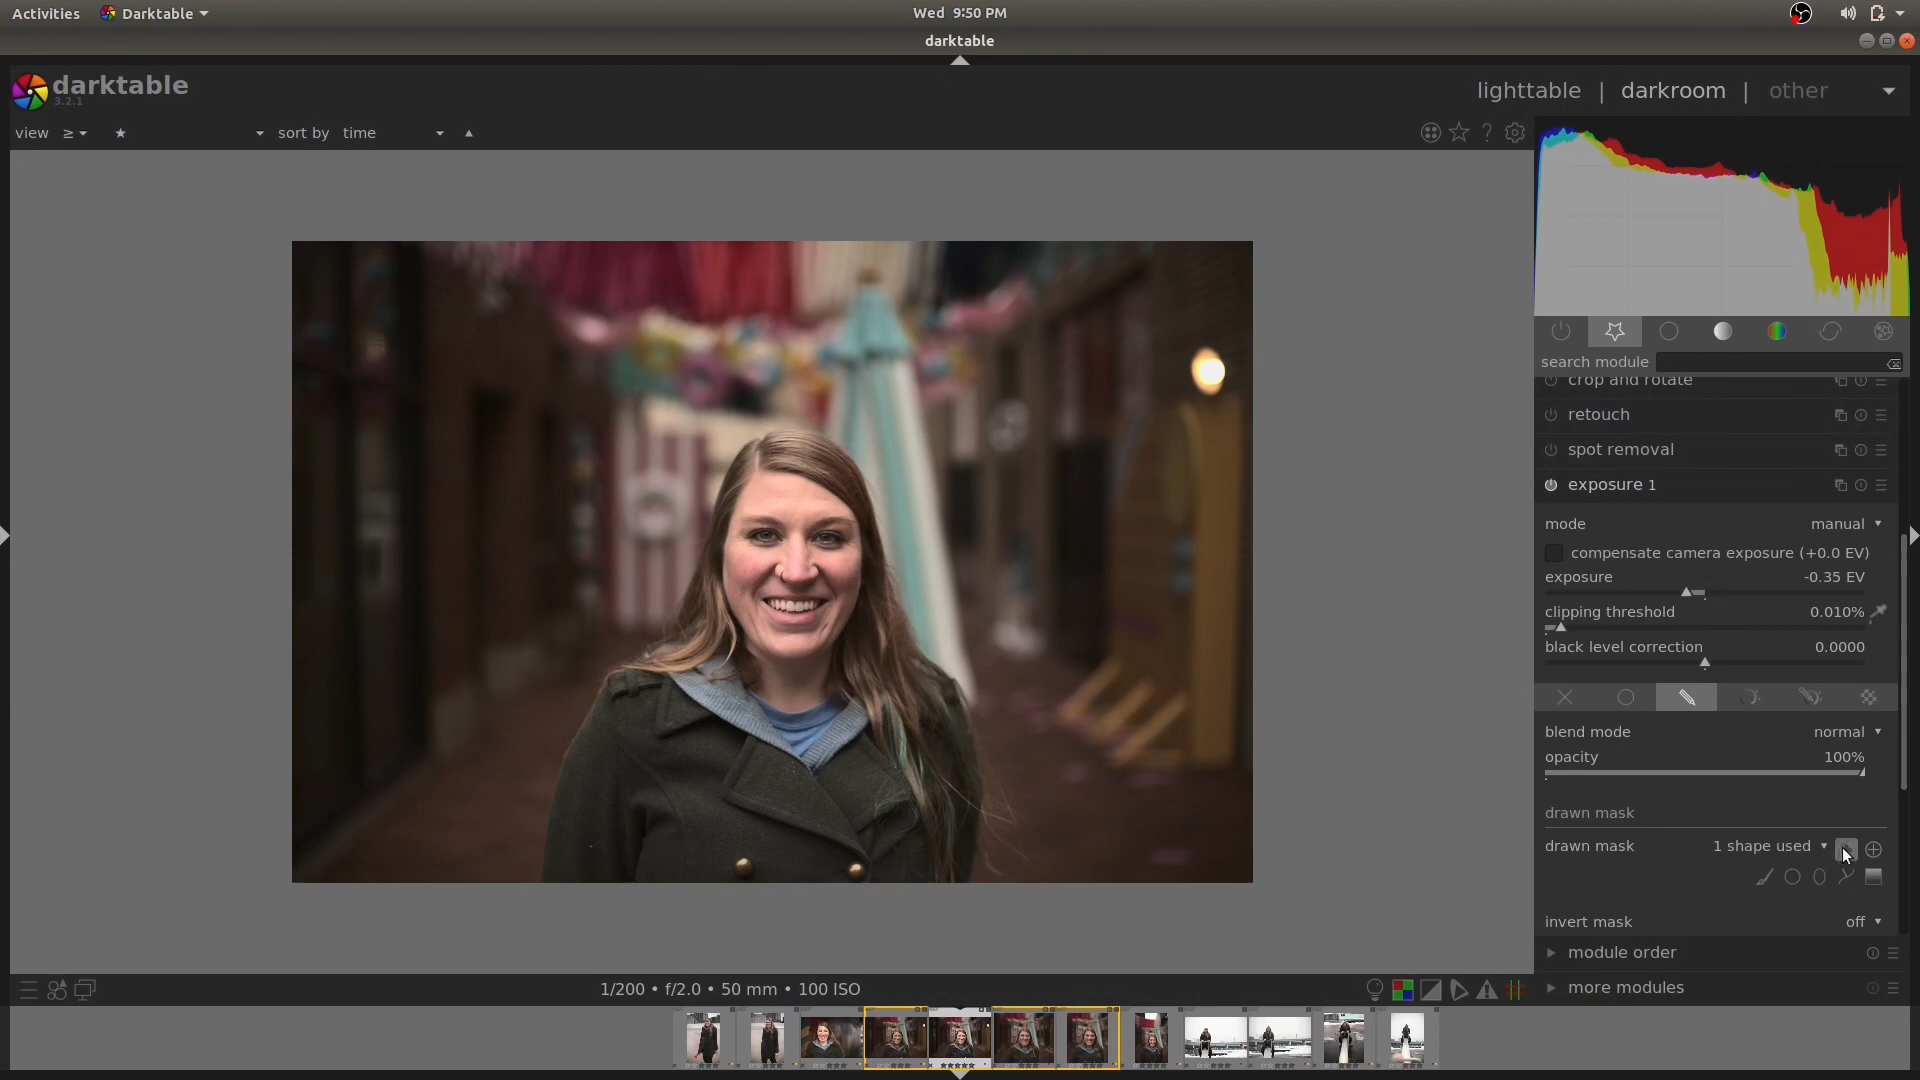 Activities Darktable Wed 9:50 PM
darktable
darktable
3.2.1
lighttable | darkroom | other
view ≥ ★ sort by time
search module
crop and rotate
retouch
spot removal
exposure 1
mode manual
compensate camera exposure (+0.0 EV)
exposure -0.35 EV
clipping threshold 0.010%
black level correction 0.0000
blend mode normal
opacity 100%
drawn mask
drawn mask 1 shape used
invert mask off
module order
1/200 • f/2.0 • 50 mm • 100 ISO
more modules